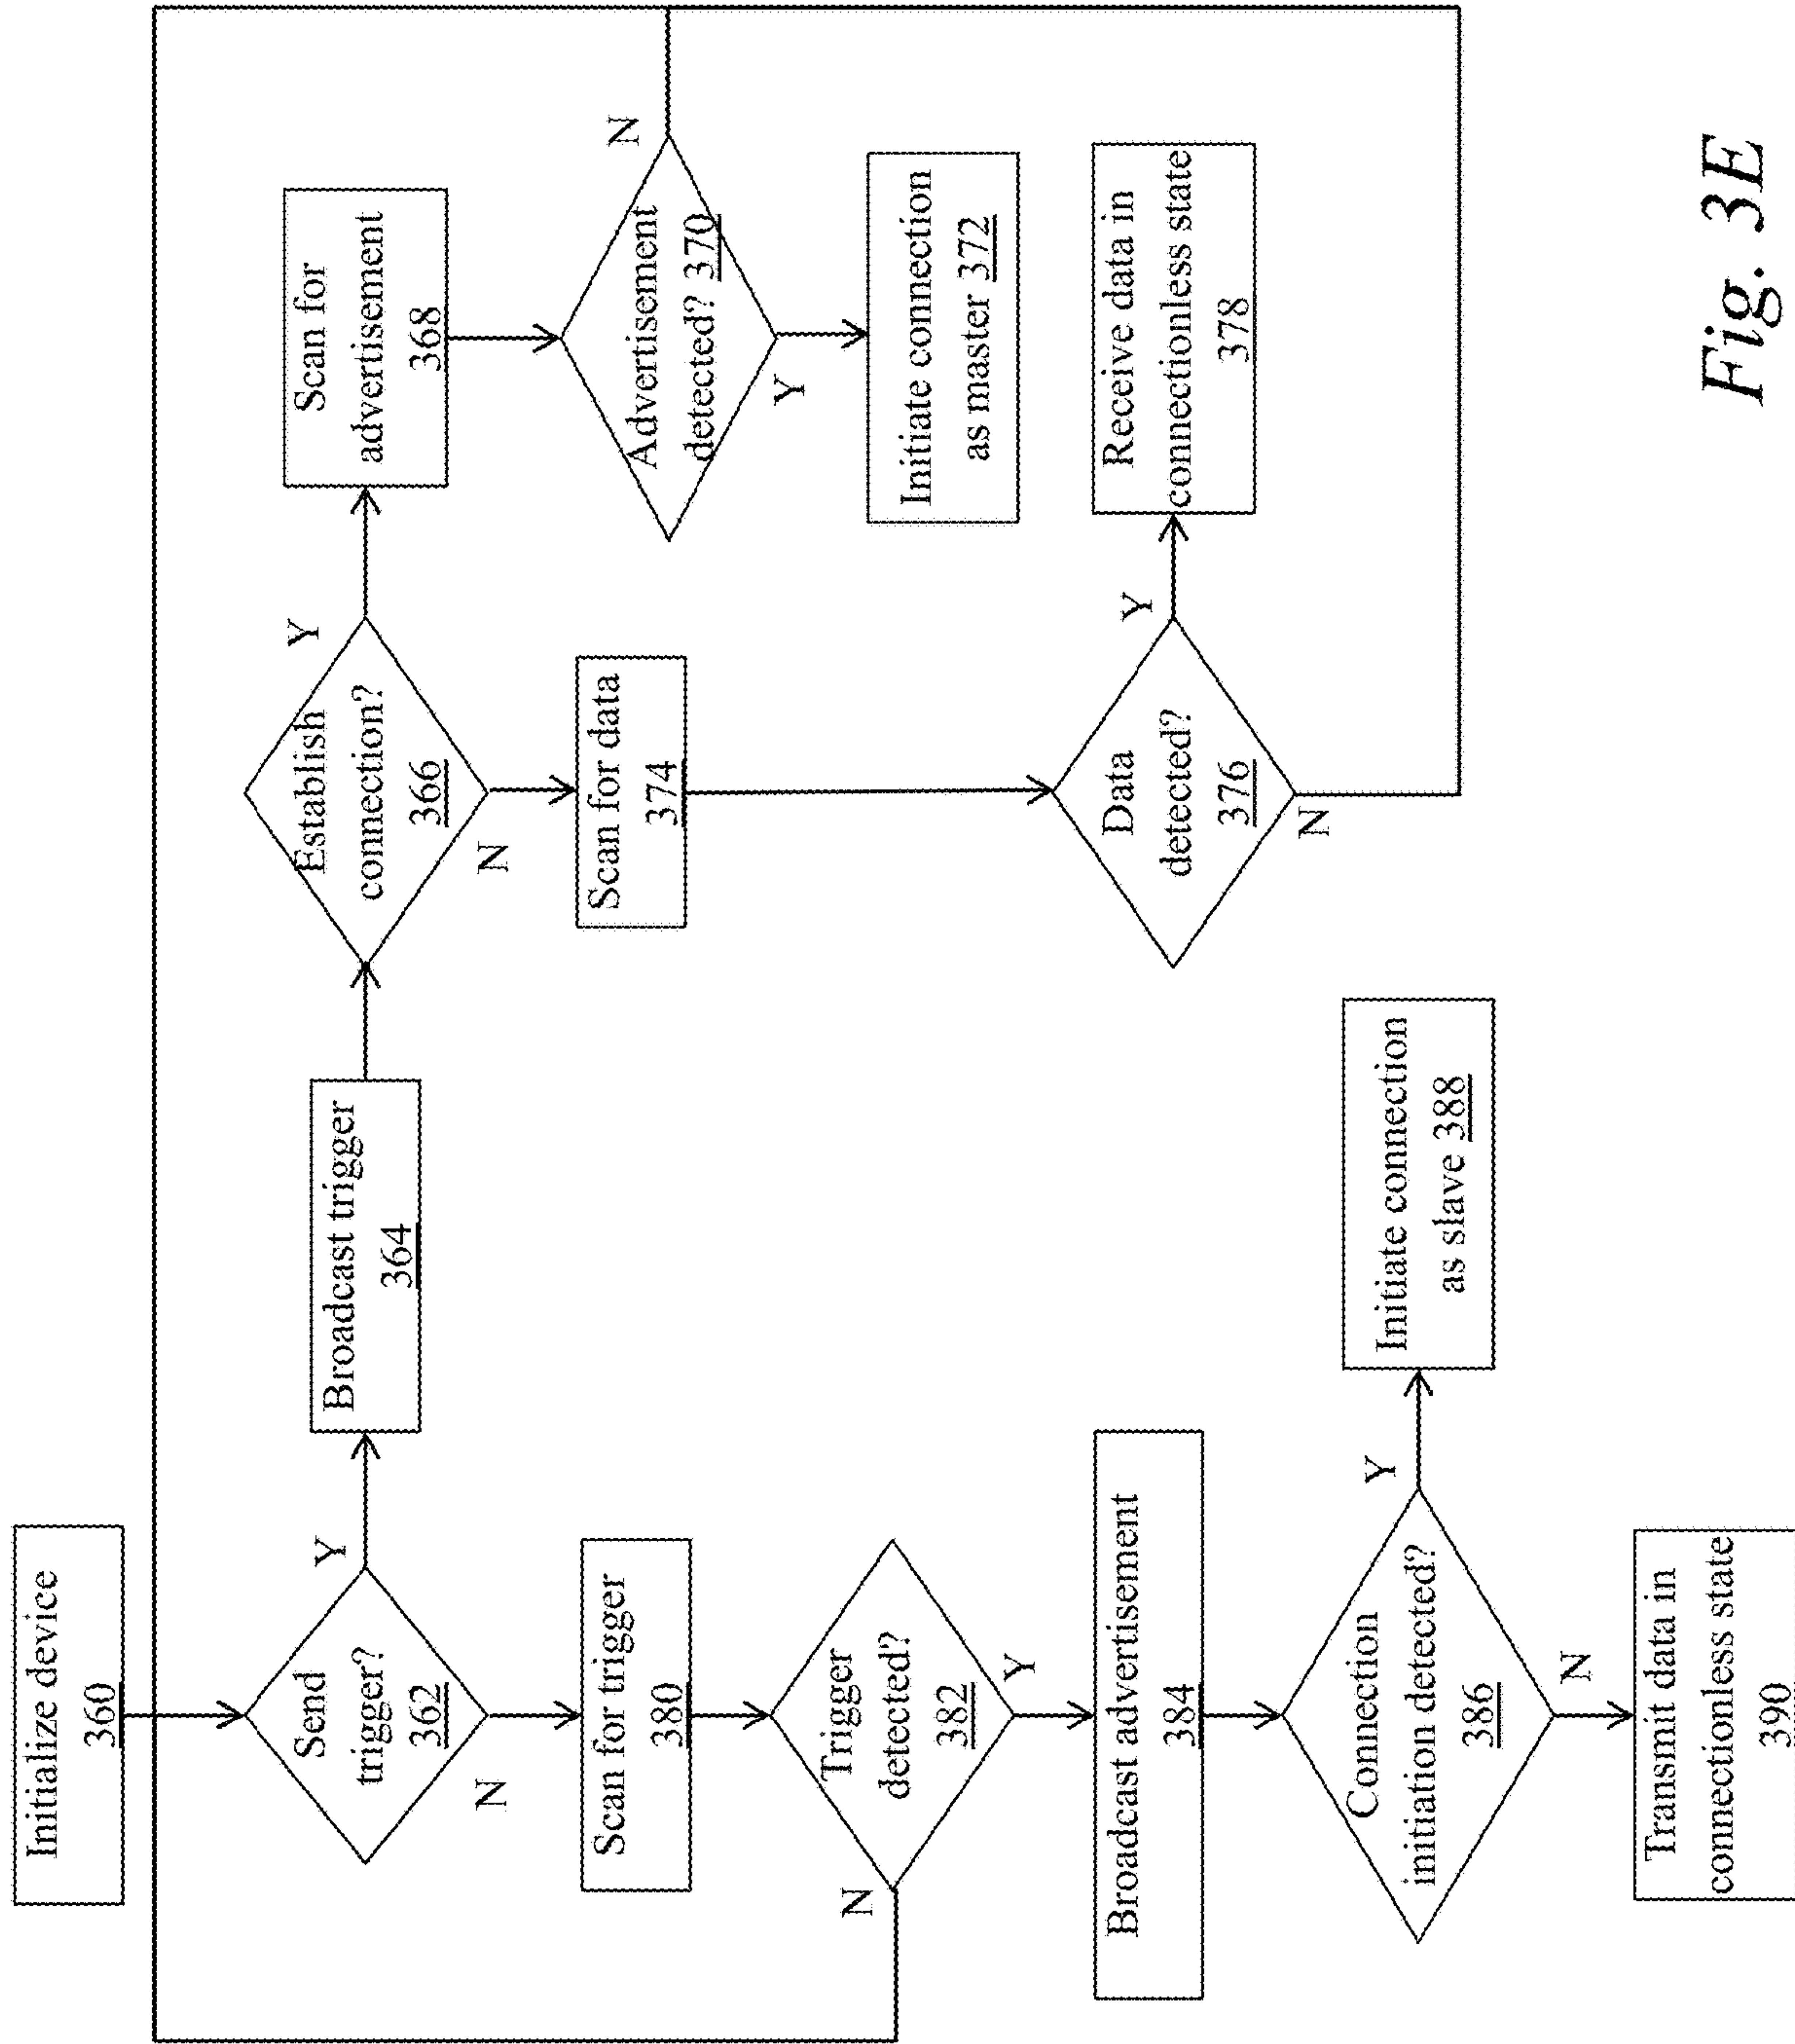 Initialize device
360
Send
trigger?
362
Y
N
Broadcast trigger
364
Establish
connection?
366
Y
N
Scan for
advertisement
368
Advertisement
detected? 370
N
Y
Initiate connection
as master 372
Scan for data
374
Data
detected?
376
Y
N
Receive data in
connectionless state
378
Scan for trigger
380
Trigger
detected?
382
N
Y
Broadcast advertisement
384
Connection
initiation detected?
386
Y
N
Initiate connection
as slave 388
Transmit data in
connectionless state
390
Fig. 3E